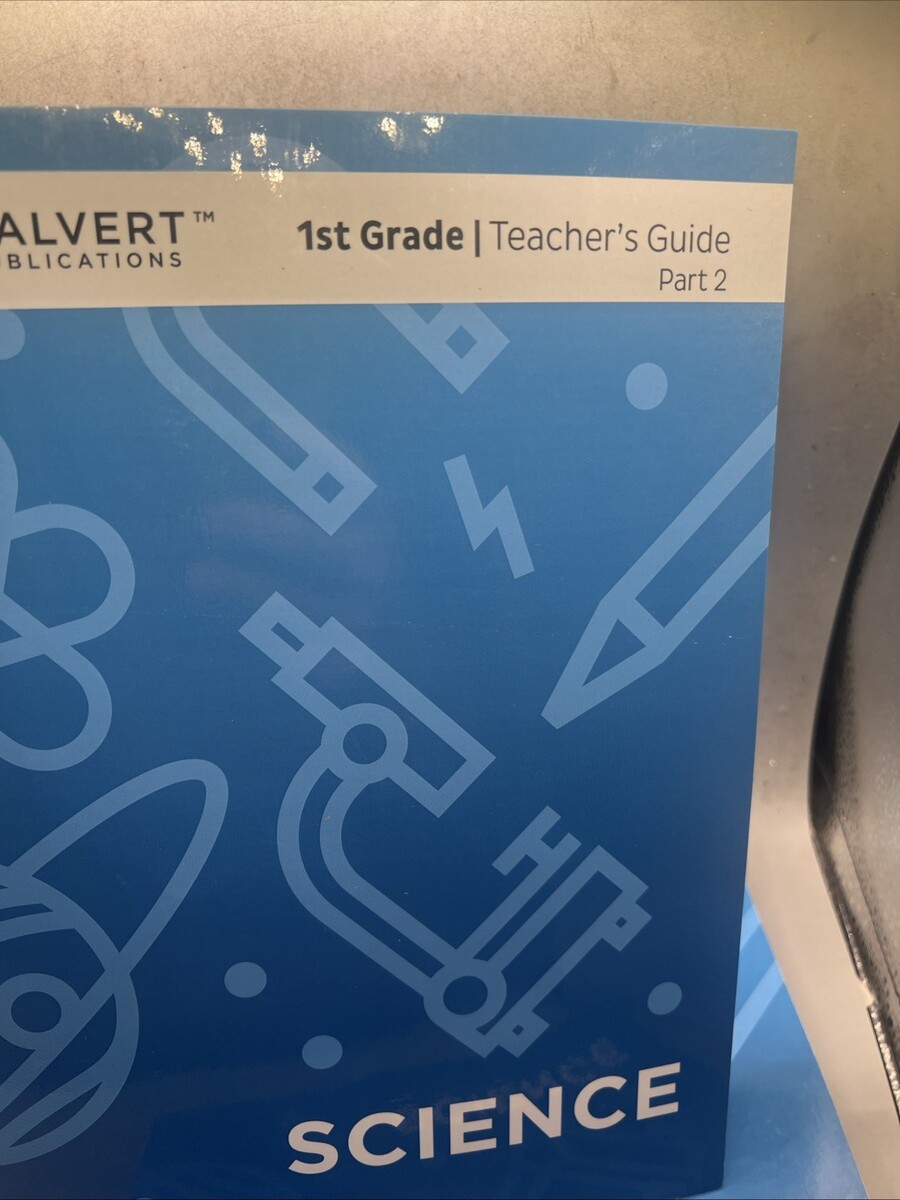 ALVERT™
BLICATIONS
1st Grade | Teacher's Guide
Part 2
SCIENCE